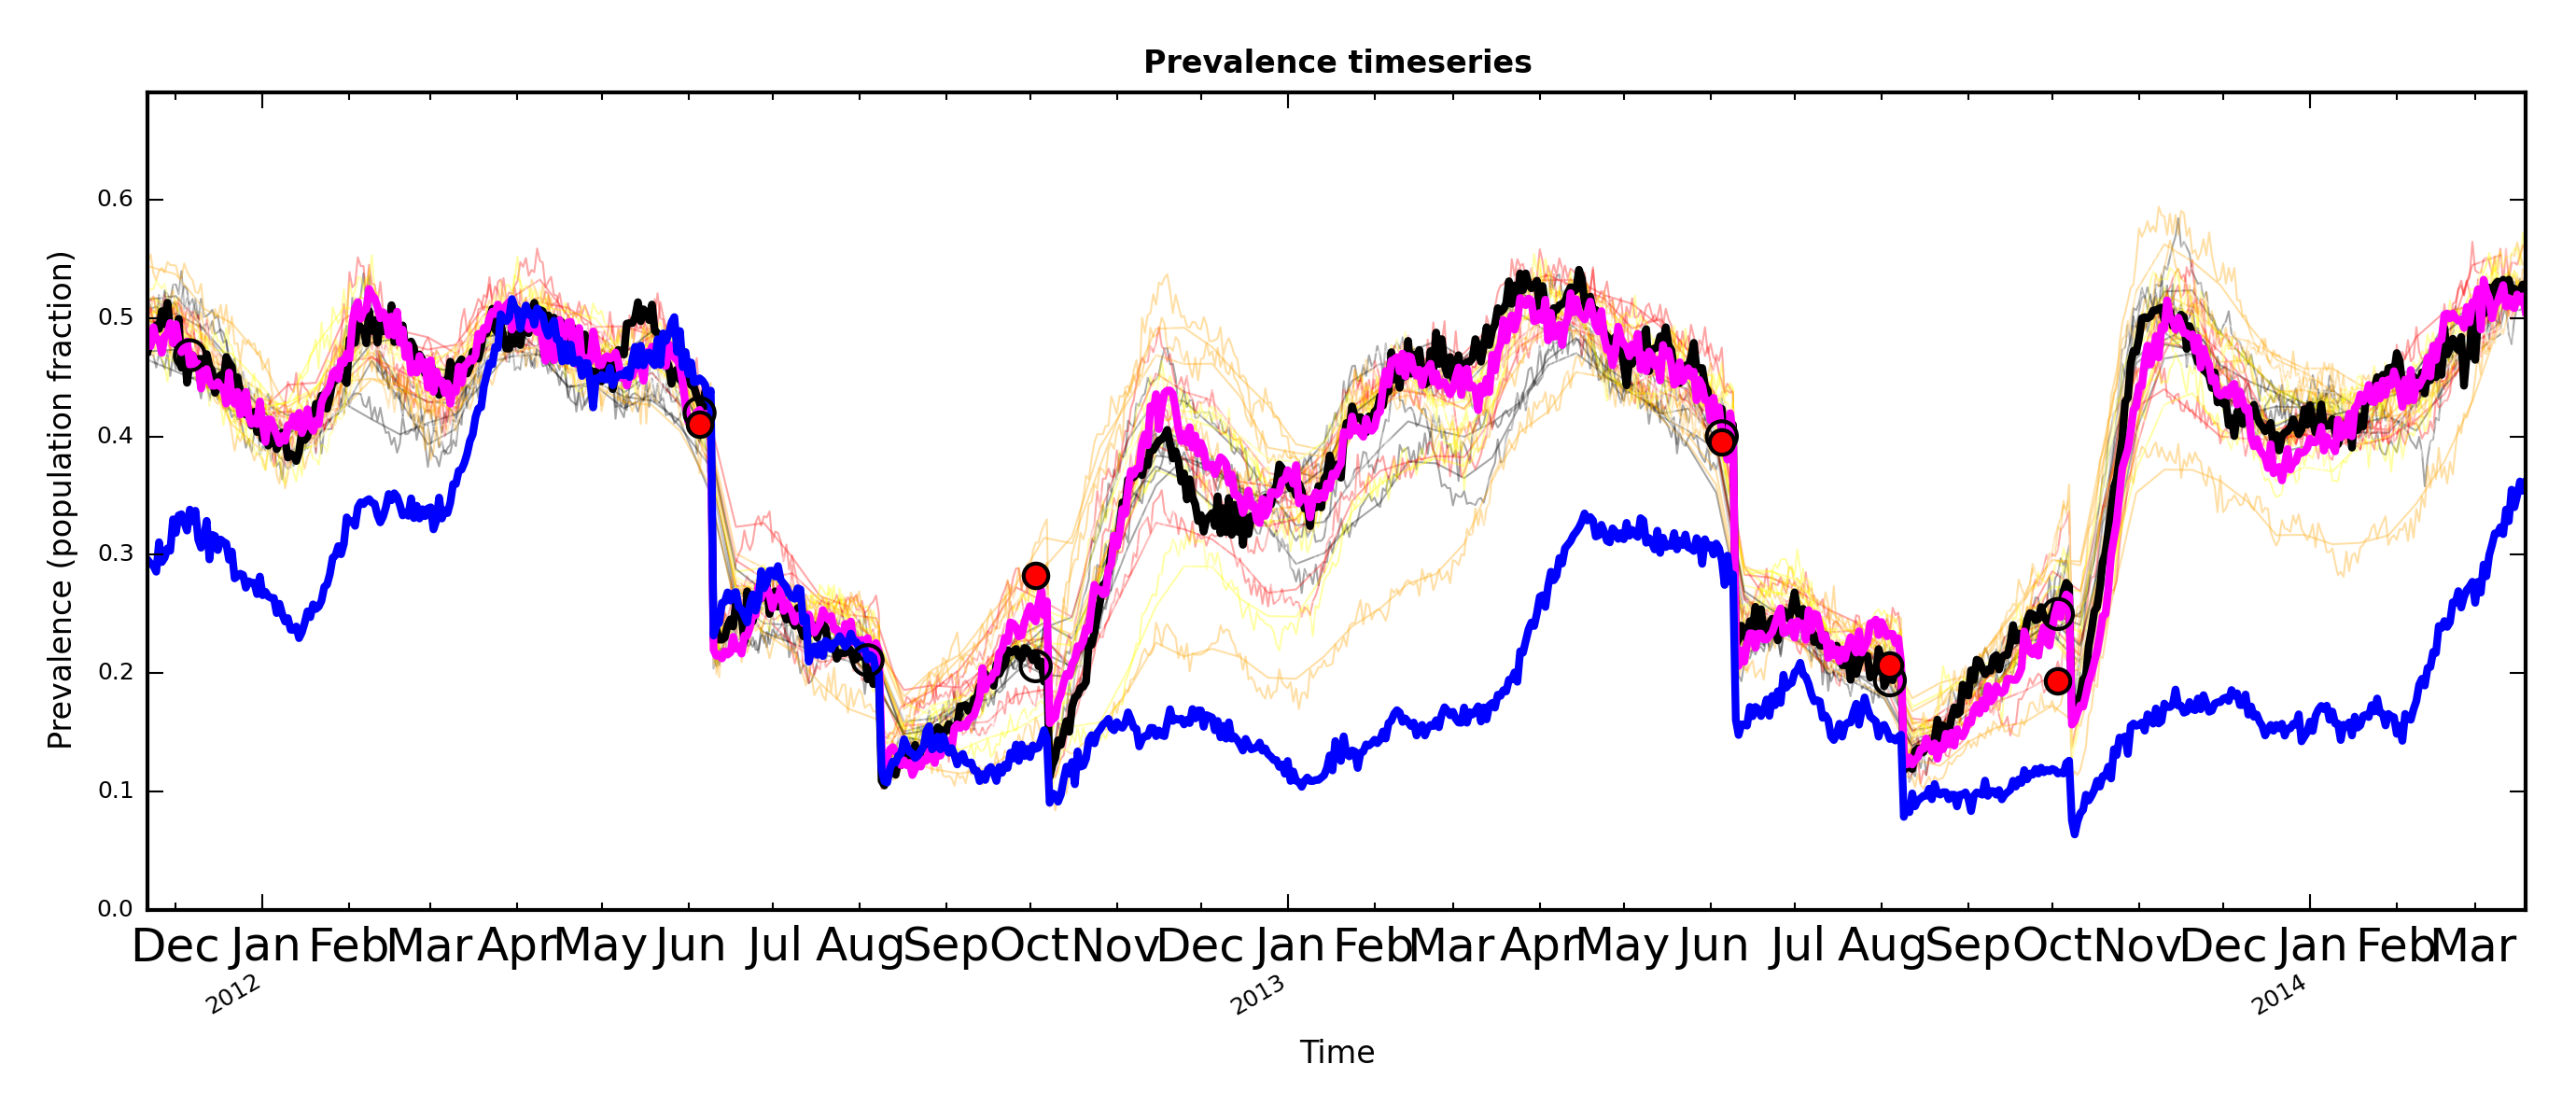 Prevalence timeseries
Prevalence (population fraction)
0.6
0.5
0.4
0.3
0.2
0.1
0.0
Dec Jan Feb Mar Apr May Jun Jul Aug Sep Oct Nov Dec Jan Feb Mar Apr May Jun Jul Aug Sep Oct Nov Dec Jan Feb Mar
2012 2013 2014
Time